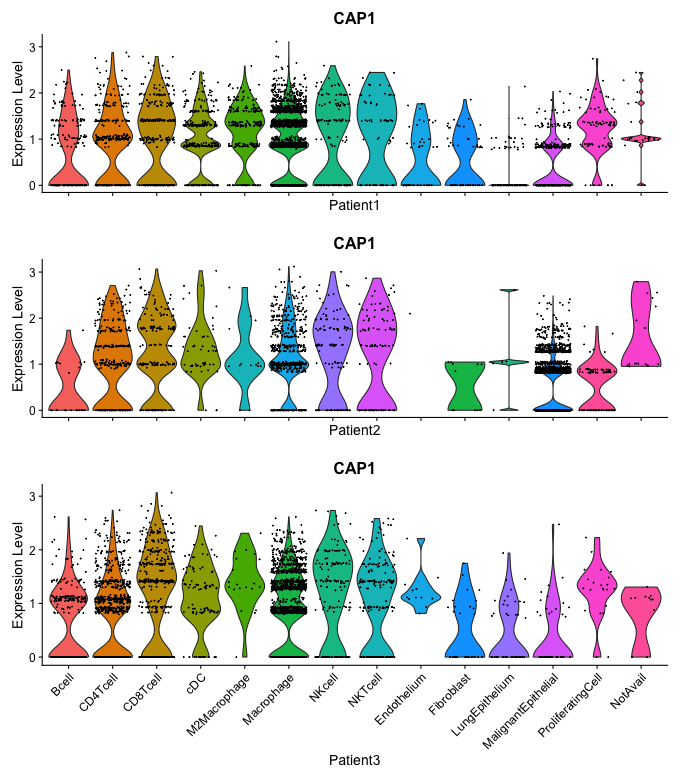 CAP1
Expression Level
3
2
1
0
Patient1
CAP1
Expression Level
3
2
1
0
Patient2
CAP1
Expression Level
3
2
1
0
Bcell
CD4Tcell
CD8Tcell
cDC
M2Macrophage
Macrophage
NKcell
NKTcell
Endothelium
Fibroblast
LungEpithelium
MalignantEpithelial
ProliferatingCell
NotAvail
Patient3